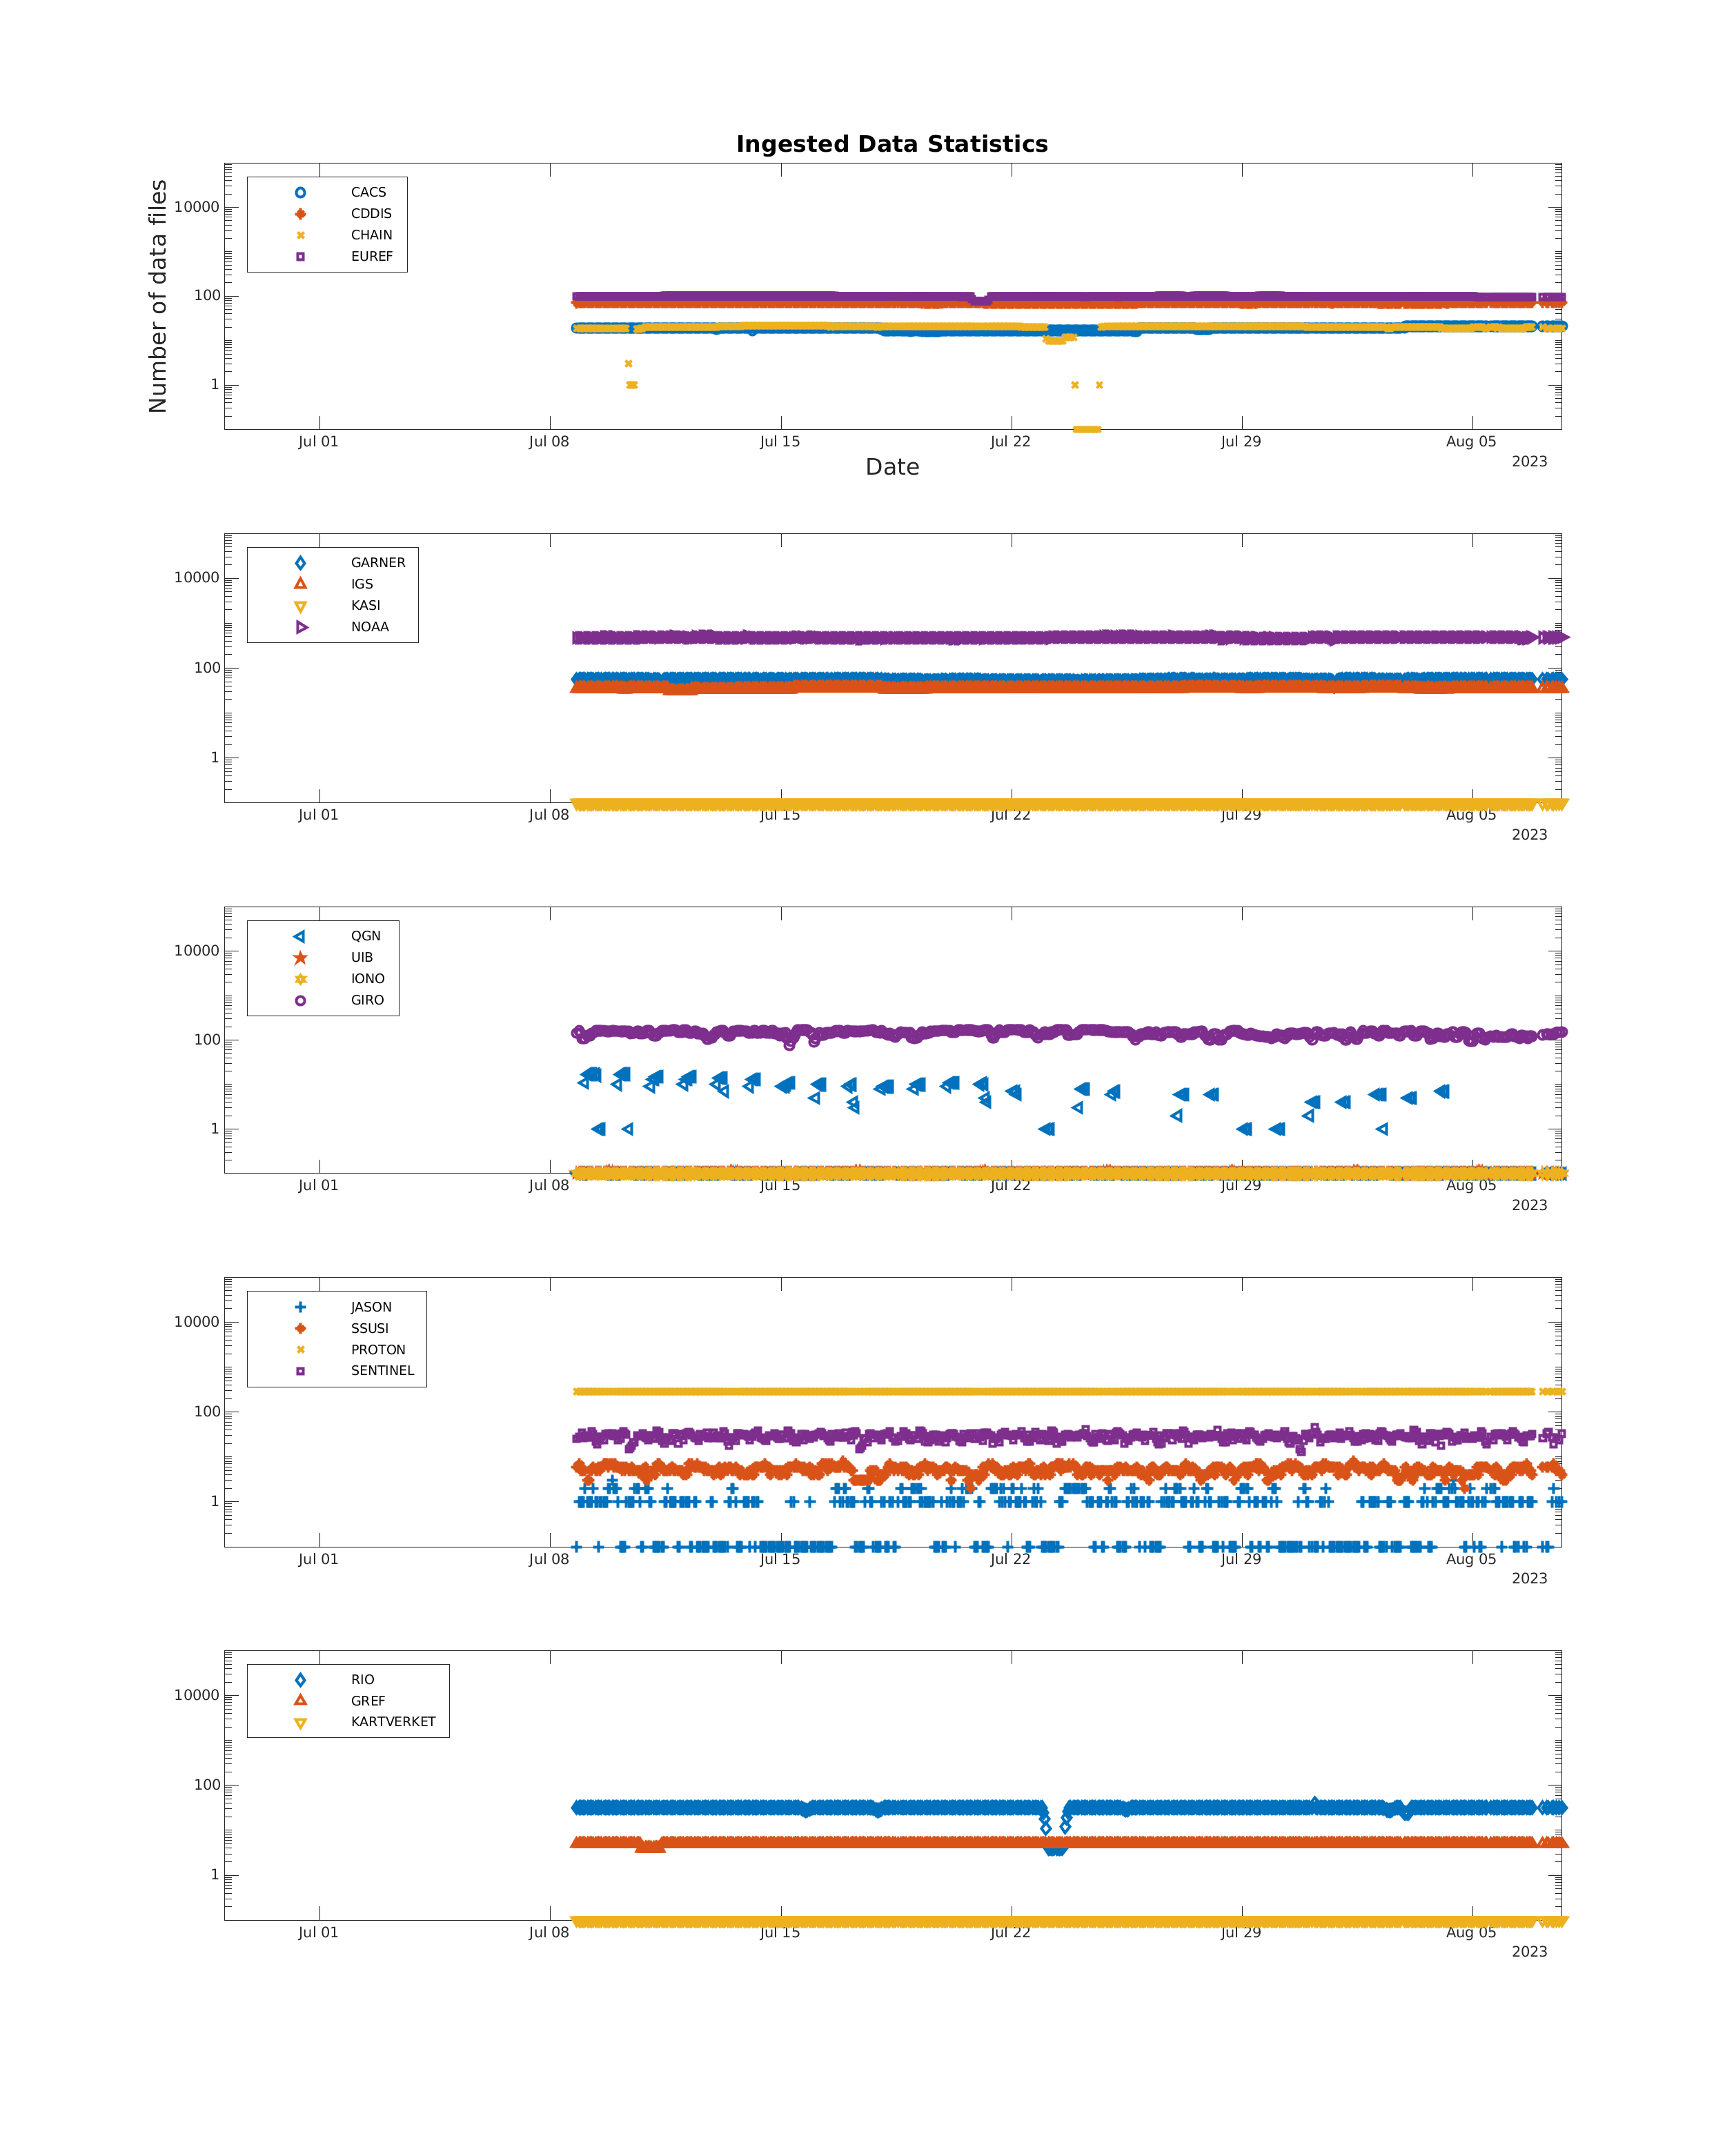 Ingested Data Statistics
Number of data files
CACS
CDDIS
CHAIN
EUREF
10000
100
1
Jul 01 Jul 08 Jul 15 Jul 22 Jul 29 Aug 05
2023
Date
GARNER
IGS
KASI
NOAA
10000
100
1
Jul 01 Jul 08 Jul 15 Jul 22 Jul 29 Aug 05
2023
QGN
UIB
IONO
GIRO
10000
100
1
Jul 01 Jul 08 Jul 15 Jul 22 Jul 29 Aug 05
2023
JASON
SSUSI
PROTON
SENTINEL
10000
100
1
Jul 01 Jul 08 Jul 15 Jul 22 Jul 29 Aug 05
2023
RIO
GREF
KARTVERKET
10000
100
1
Jul 01 Jul 08 Jul 15 Jul 22 Jul 29 Aug 05
2023